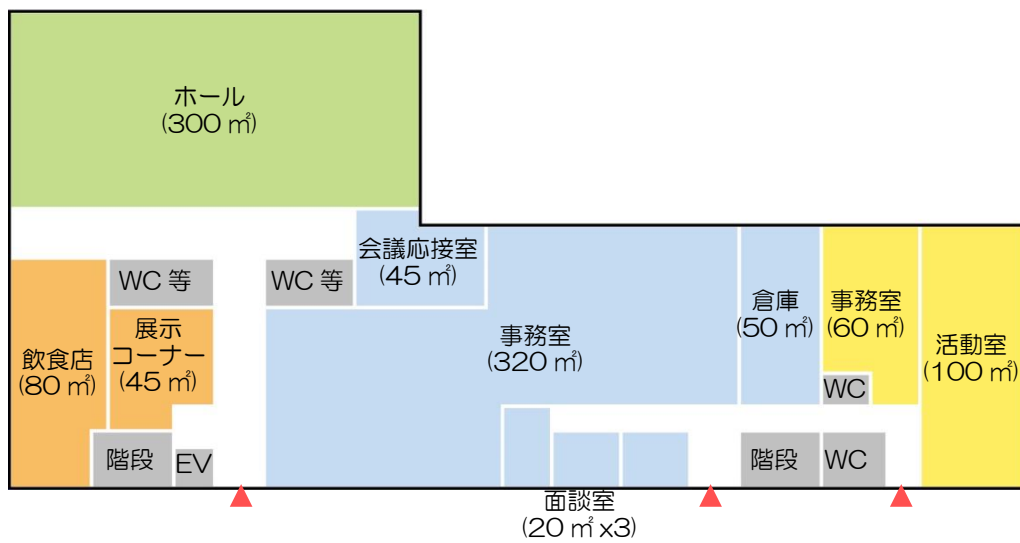 ホール
(300 ㎡)
会議応接室
(45 ㎡)
WC 等
WC 等
展示
コーナー
(45 ㎡)
飲食店
(80 ㎡)
事務室
(320 ㎡)
倉庫
(50 ㎡)
事務室
(60 ㎡)
活動室
(100 ㎡)
WC
階段
EV
階段
WC
面談室
(20 ㎡ x3)